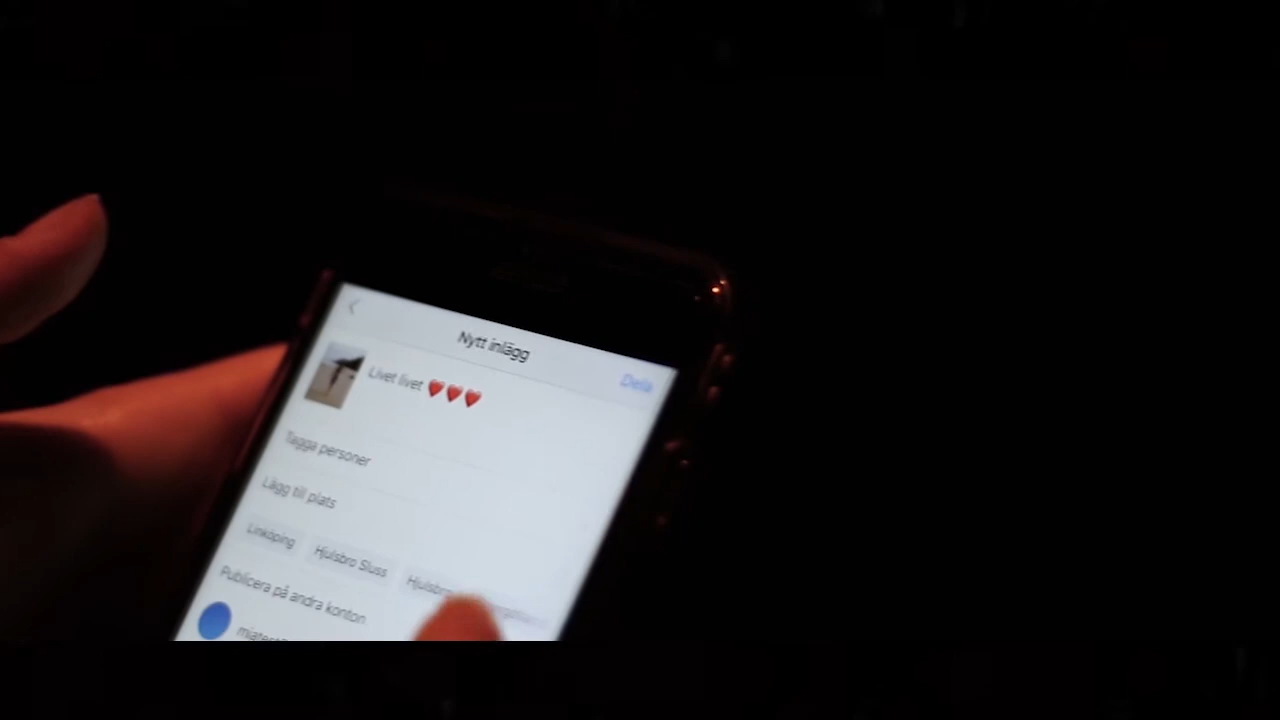 Nytt inlägg
Dela
Livet livet ❤️❤️❤️
Tagga personer
Lägg till plats
Linköping Hjulsbro Sluss
Publicera på andra konton